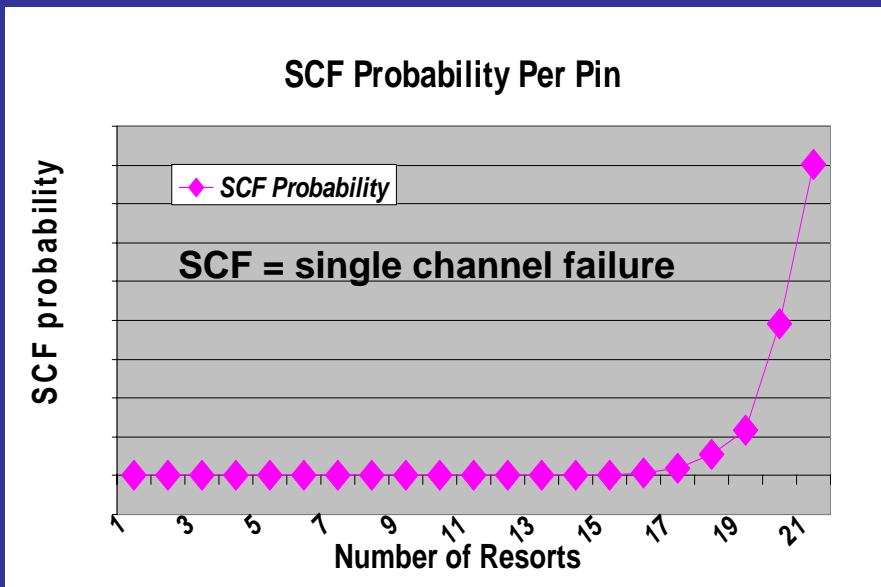 SCF Probability Per Pin
SCF probability
SCF Probability
SCF = single channel failure
1 3 5 7 9 11 13 15 17 19 21
Number of Resorts